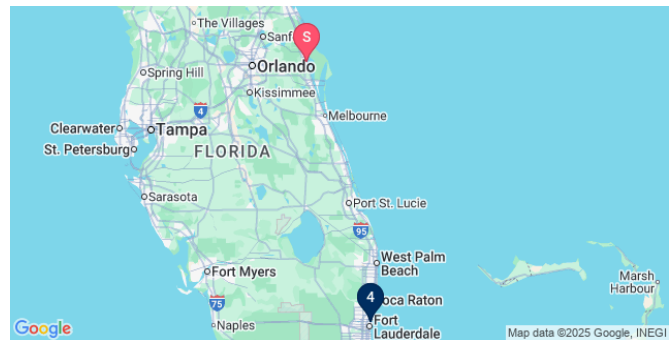 The Villages
Sanf
S
Orlando
Spring Hill
Kissimmee
4
Melbourne
Clearwater
Tampa
St. Petersburg
FLORIDA
Sarasota
Port St. Lucie
95
West Palm
Beach
Fort Myers
Marsh
Harbour
75
4
oca Raton
Naples
Fort
Lauderdale
Google
Map data ©2025 Google, INEGI